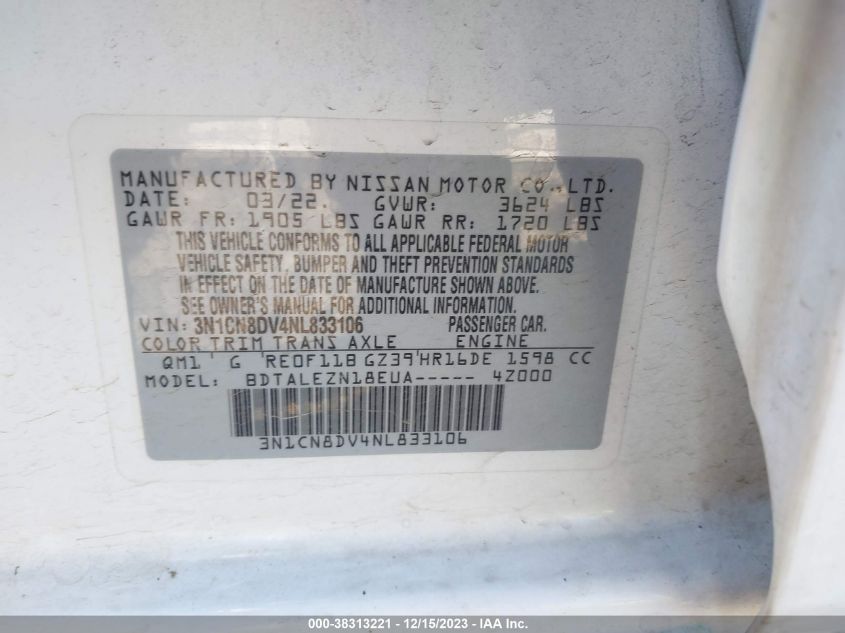 MANUFACTURED BY NISSAN MOTOR CO., LTD.
DATE: 03/22. GVWR: 3624 LBS
GAWR FR: 1905 LBS GAWR RR: 1720 LBS
THIS VEHICLE CONFORMS TO ALL APPLICABLE FEDERAL MOTOR
VEHICLE SAFETY, BUMPER AND THEFT PREVENTION STANDARDS
IN EFFECT ON THE DATE OF MANUFACTURE SHOWN ABOVE.
SEE OWNER'S MANUAL FOR ADDITIONAL INFORMATION.
VIN: 3N1CN8DV4NL833106 PASSENGER CAR.
COLOR TRIM TRANS AXLE ENGINE
QM1 G RE0F11B GZ39 HR16DE 1598 CC
MODEL: BDTALEZN18EUA----- 4Z000
3N1CN8DV4NL833106
000-38313221 - 12/15/2023 - IAA Inc.